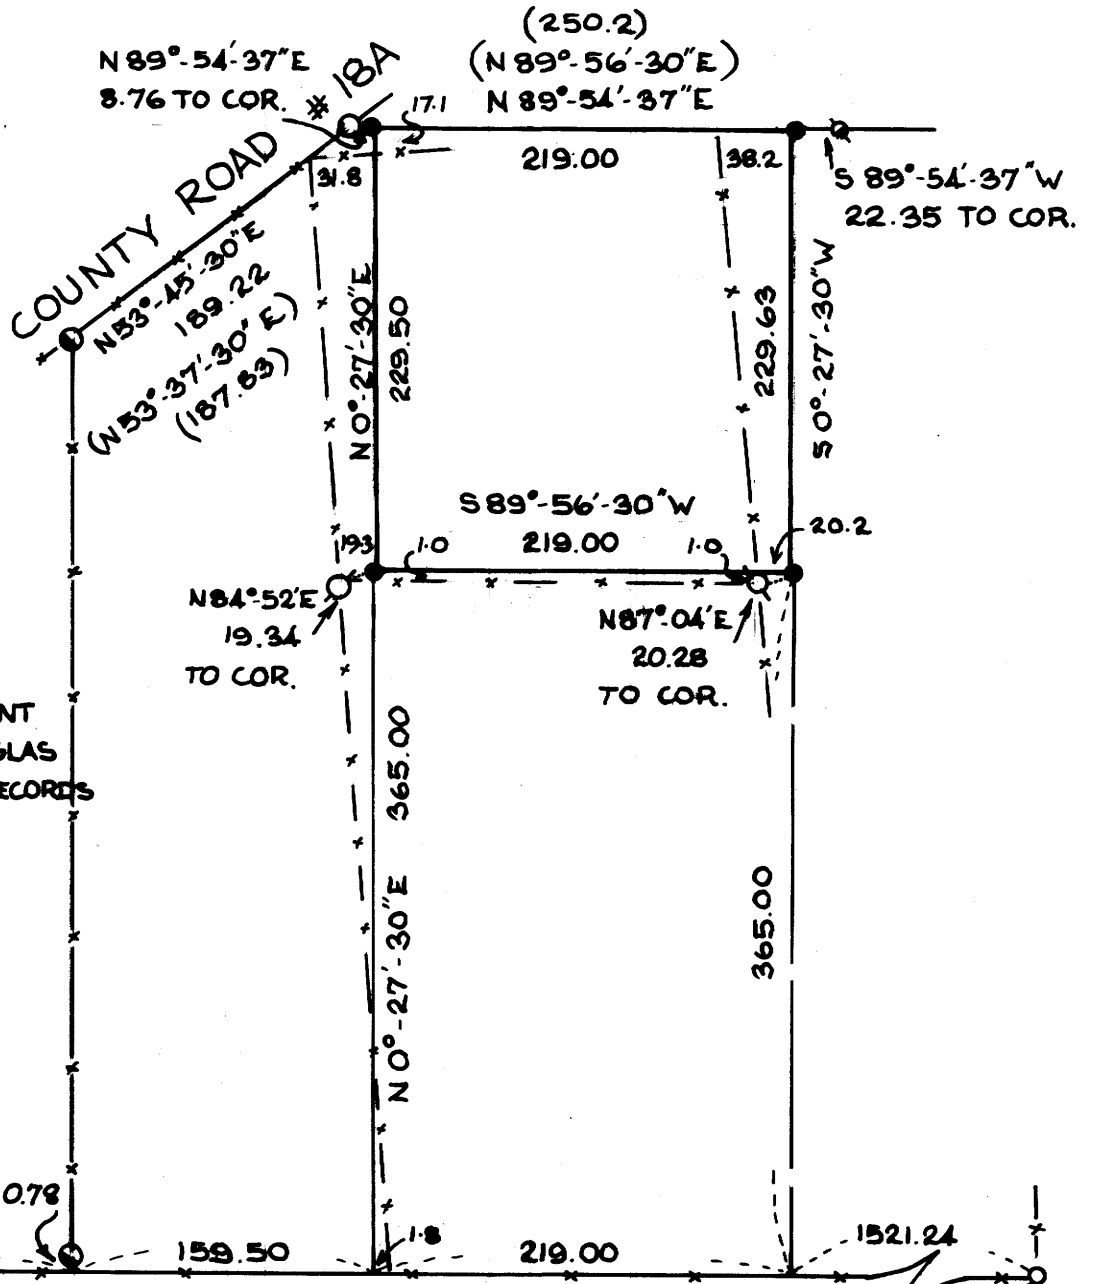 (250.2)
N 89°-54'-37"E
(N 89°-56'-30"E)
8.76 TO COR.
N 89°-54'-37"E
17.1
COUNTY ROAD # 18A
219.00
38.2
31.8
S 89°-54'-37"W
22.35 TO COR.
N53°-45'-30"E
189.22
(N53°-37'-30"E)
(187.83)
N 0°-27'-30"E
229.50
229.63
S 0°-27'-30"W
S 89°-56'-30"W
219.00
20.2
19.3
1.0
1.0
N84°-52'E
19.34
TO COR.
N87°-04'E
20.28
TO COR.
NT
GLAS
ECORDS
365.00
N 0°-27'-30"E
365.00
0.78
159.50
1.8
219.00
1521.24